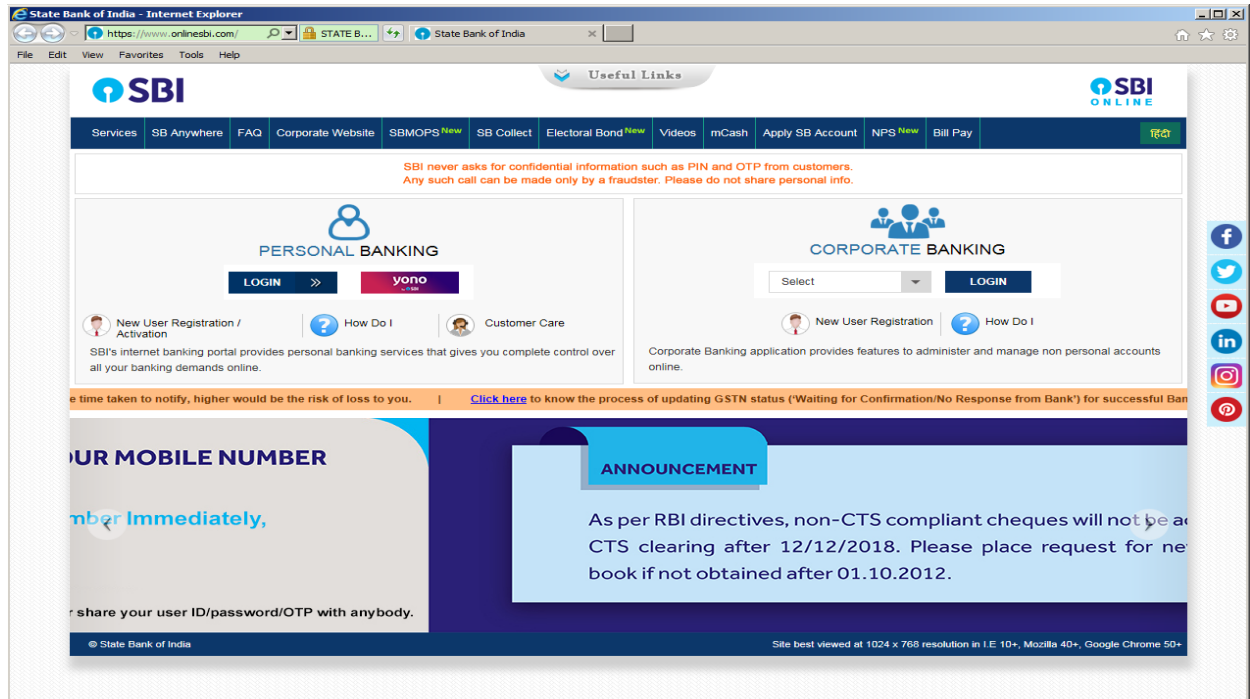 State Bank of India - Internet Explorer
https://www.onlinesbi.com/ STATE B... State Bank of India
File Edit View Favorites Tools Help
Useful Links
SBI
SBI
ONLINE
Services SB Anywhere FAQ Corporate Website SBMOPS New SB Collect Electoral Bond New Videos mCash Apply SB Account NPS New Bill Pay हिंदी
SBI never asks for confidential information such as PIN and OTP from customers.
Any such call can be made only by a fraudster. Please do not share personal info.
PERSONAL BANKING
LOGIN » yono
by SBI
New User Registration /
Activation
How Do I
Customer Care
SBI's internet banking portal provides personal banking services that gives you complete control over
all your banking demands online.
CORPORATE BANKING
Select LOGIN
New User Registration
How Do I
Corporate Banking application provides features to administer and manage non personal accounts
online.
e time taken to notify, higher would be the risk of loss to you. | Click here to know the process of updating GSTN status ('Waiting for Confirmation/No Response from Bank') for successful Ban
OUR MOBILE NUMBER
mber Immediately,
r share your user ID/password/OTP with anybody.
ANNOUNCEMENT
As per RBI directives, non-CTS compliant cheques will not be a
CTS clearing after 12/12/2018. Please place request for ne
book if not obtained after 01.10.2012.
© State Bank of India
Site best viewed at 1024 x 768 resolution in I.E 10+, Mozilla 40+, Google Chrome 50+